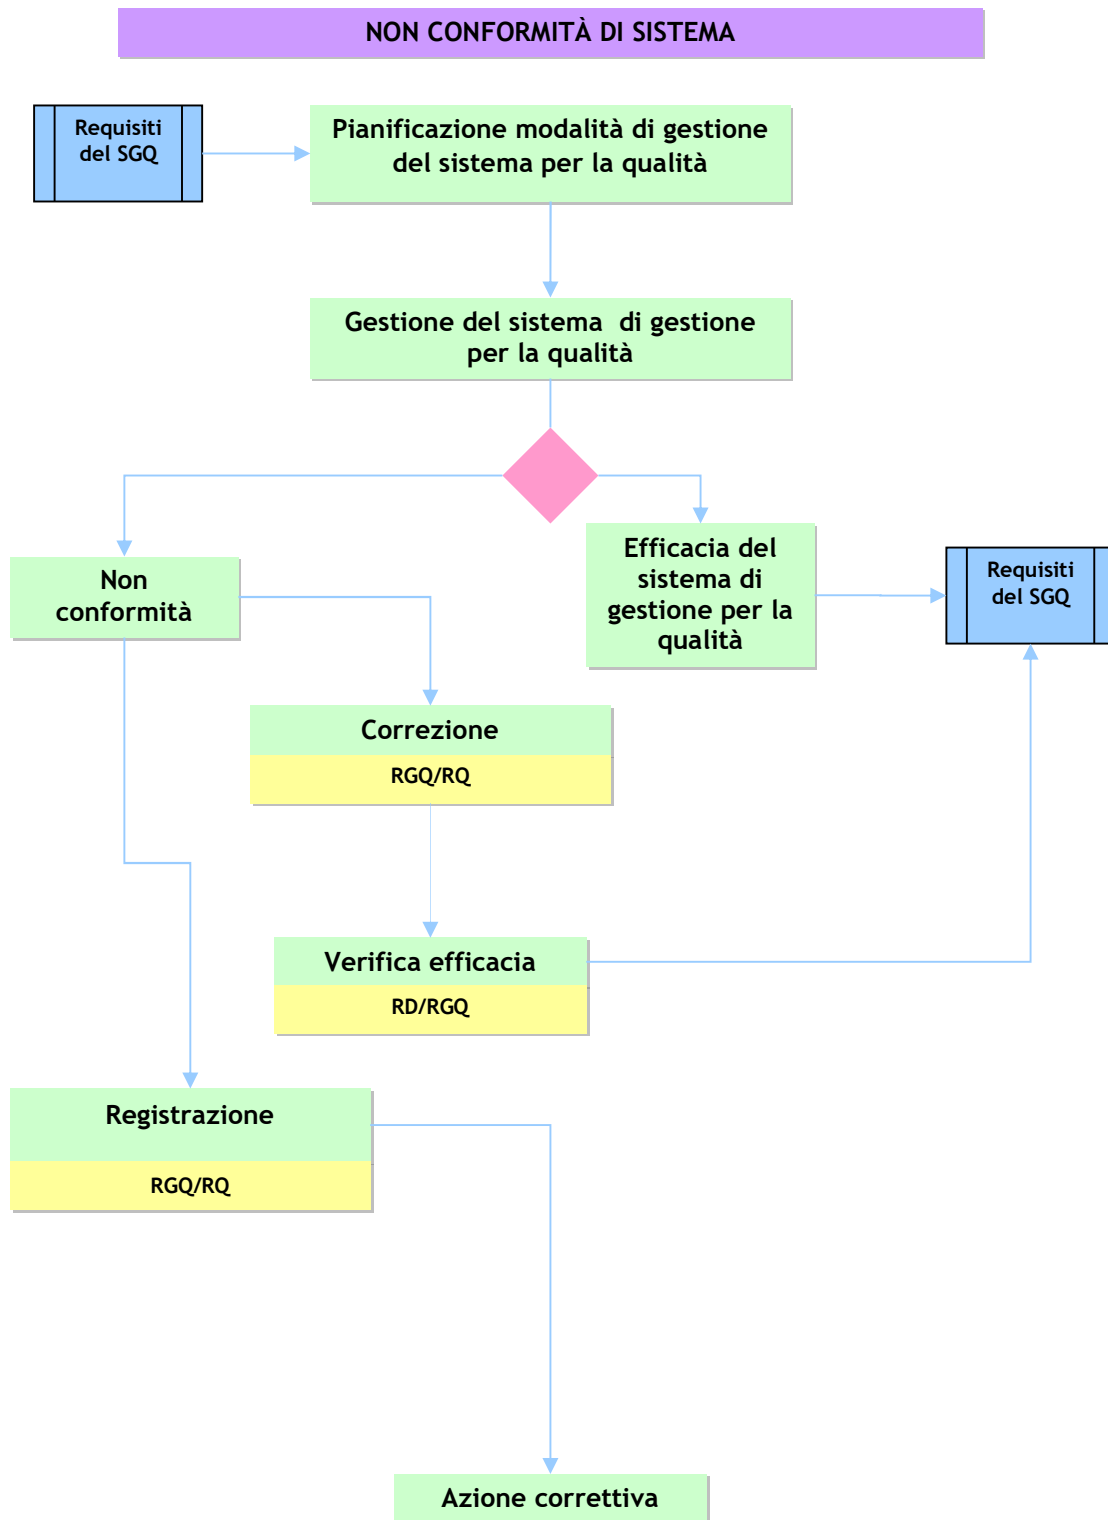 NON CONFORMITÀ DI SISTEMA
Requisiti
del SGQ
Pianificazione modalità di gestione
del sistema per la qualità
Gestione del sistema  di gestione
per la qualità
Non
conformità
Efficacia del
sistema di
gestione per la
qualità
Requisiti
del SGQ
Correzione
RGQ/RQ
Verifica efficacia
RD/RGQ
Registrazione
RGQ/RQ
Azione correttiva